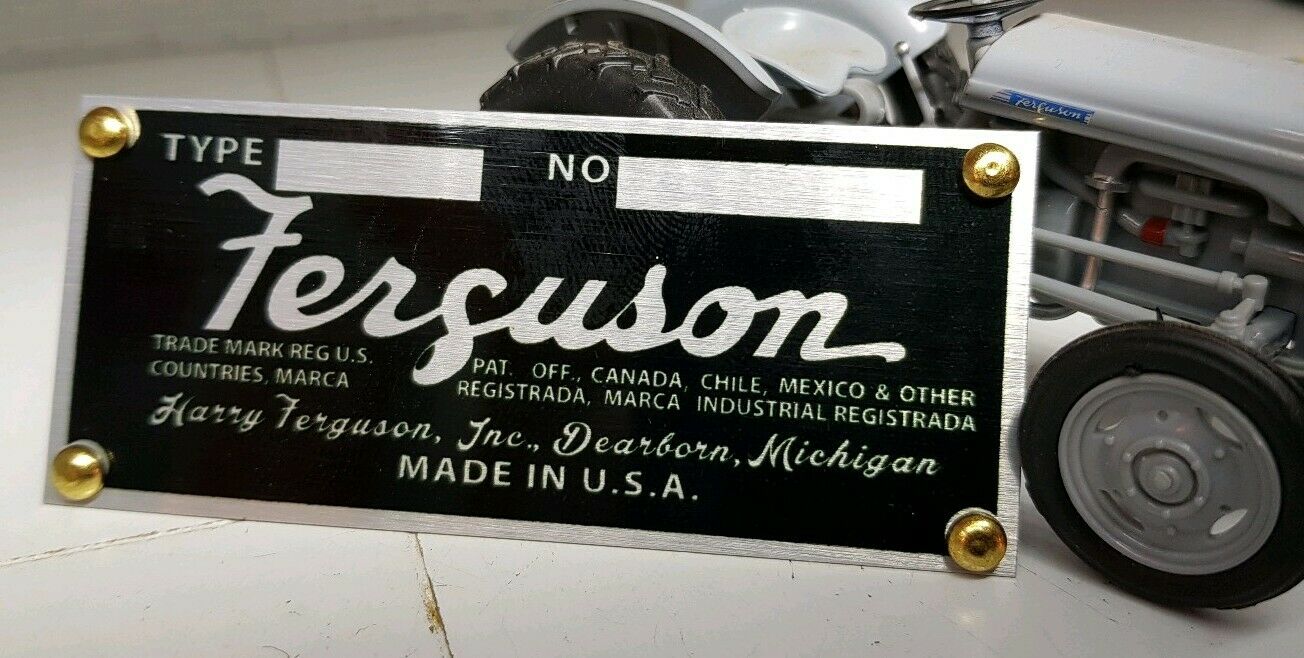 TYPE NO
Ferguson
TRADE MARK REG U.S. PAT. OFF., CANADA, CHILE, MEXICO & OTHER
COUNTRIES, MARCA REGISTRADA, MARCA INDUSTRIAL REGISTRADA
Harry Ferguson, Inc., Dearborn, Michigan
MADE IN U.S.A.
Ferguson